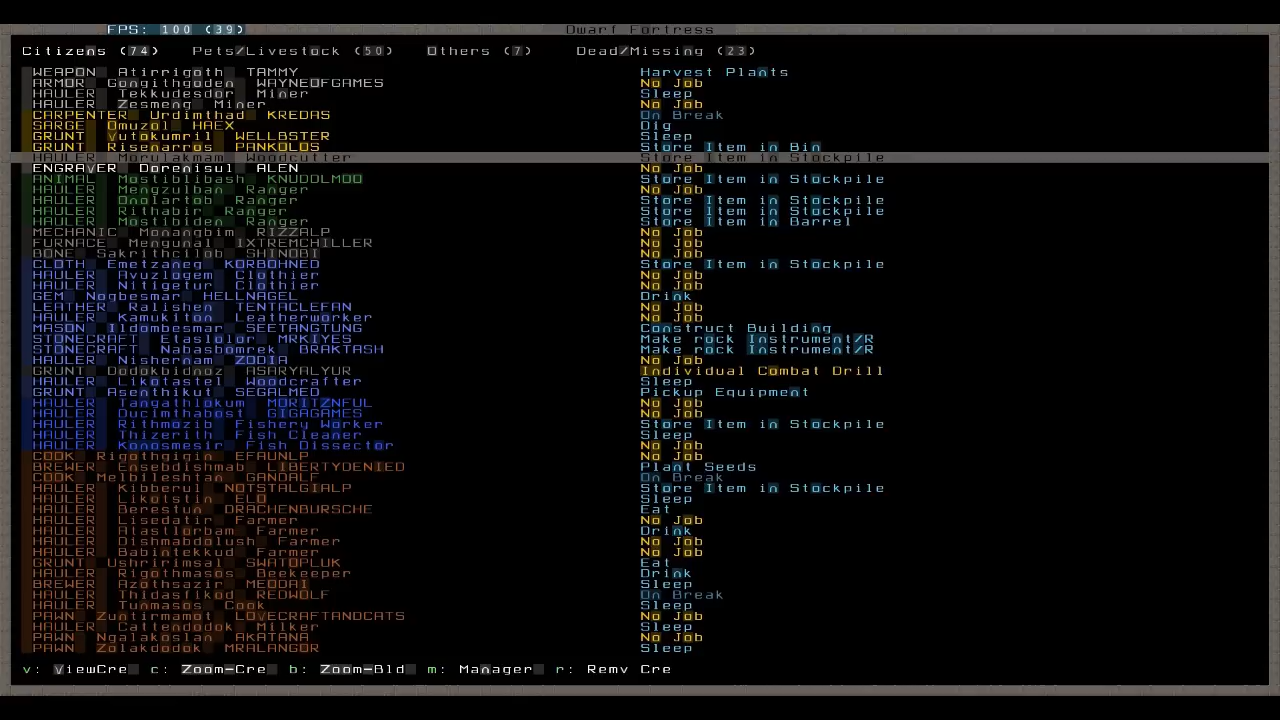 FPS: 100 (39) Dwarf Fortress
Citizens (74) Pets/Livestock (50) Others (7) Dead/Missing (23)
WEAPON Atirrigoth TAMMY Harvest Plants
ARMOR Gongithgoden WAYNEOFGAMES No Job
HAULER Tekkudesdor Miner Sleep
HAULER Zesmeng Miner No Job
CARPENTER Urdimthad KREDAS On Break
SARGE Omuzol HAEX Dig
GRUNT Vutokumril WELLBSTER Sleep
GRUNT Risenarros PANKOLOS Store Item in Bin
HAULER Morulakmam Woodcutter Store Item in Stockpile
ENGRAVER Dorenisul ALEN No Job
ANIMAL Mostiblibash KNUDDLMOO Store Item in Stockpile
HAULER Mengzulban Ranger No Job
HAULER Onolartob Ranger Store Item in Stockpile
HAULER Rithabir Ranger Store Item in Stockpile
HAULER Mostibiden Ranger Store Item in Barrel
MECHANIC Monangbim RIZZALP No Job
FURNACE Mengunal IXTREMCHILLER No Job
BONE Sakrithcilob SHINOBI No Job
CLOTH Emetzaneg KORBOHNED Store Item in Stockpile
HAULER Avuzlogem Clothier No Job
HAULER Nitigetur Clothier No Job
GEM Nogbesmar HELLNAGEL Drink
LEATHER Ralishen TENTACLEFAN No Job
HAULER Kamukiton Leatherworker No Job
MASON Ildombesmar SEETANGTUNG Construct Building
STONECRAFT Etaslolor MRKIYES Make rock Instrument/R
STONECRAFT Nabasbomrek BRAKTASH Make rock Instrument/R
HAULER Nishernam ZODIA No Job
GRUNT Dodokbidnoz ASARYALYUR Individual Combat Drill
HAULER Likotastel Woodcrafter Sleep
GRUNT Asenthikut SEGALMED Pickup Equipment
HAULER Tangathlokum MORITZNFUL No Job
HAULER Ducimthabost GIGAGAMES No Job
HAULER Rithmozib Fishery Worker Store Item in Stockpile
HAULER Thizerith Fish Cleaner Sleep
HAULER Konosmesir Fish Dissector No Job
COOK Rigothgigin EFAUNLP No Job
BREWER Ensebdishmab LIBERTYDENIED Plant Seeds
COOK Melbileshtan GANDALF On Break
HAULER Kibberul NOTSTALGIALP Store Item in Stockpile
HAULER Likotstin ELO Sleep
HAULER Berestun DRACHENBURSCHE Eat
HAULER Lisedatir Farmer No Job
HAULER Atastlorbam Farmer Drink
HAULER Dishmabdolush Farmer No Job
HAULER Babintekkud Farmer No Job
GRUNT Ushririmsal SWATOPLUK Eat
HAULER Rigothmosos Beekeeper Drink
BREWER Azothsazir MEDDAI Sleep
HAULER Thidasfikod REDWOLF On Break
HAULER Tunmasos Cook Sleep
PAWN Zuntirmamot LOVECRAFTANDCATS No Job
HAULER Cattendodok Milker Sleep
PAWN Ngalakoslan AKATANA No Job
PAWN Zolakdodok MRALANGOR Sleep
v: ViewCre c: Zoom-Cre b: Zoom-Bld m: Manager r: Remv Cre